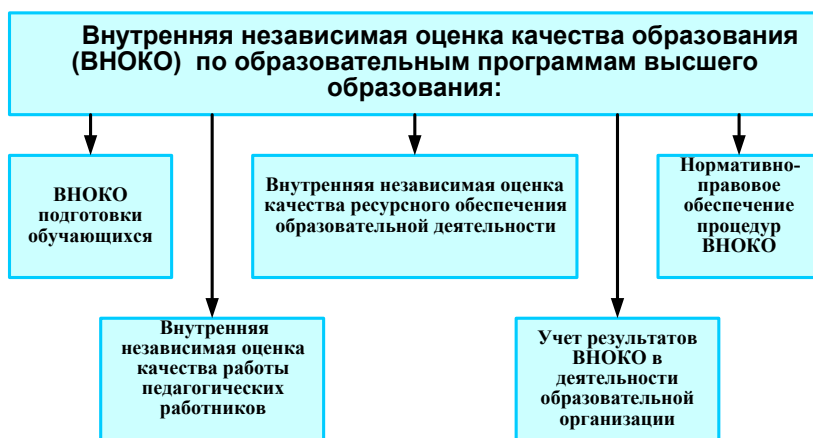 Внутренняя независимая оценка качества образования
(ВНОКО) по образовательным программам высшего
образования:
ВНОКО
подготовки
обучающихся
Внутренняя независимая оценка
качества ресурсного обеспечения
образовательной деятельности
Нормативно-
правовое
обеспечение
процедур
ВНОКО
Внутренняя
независимая оценка
качества работы
педагогических
работников
Учет результатов
ВНОКО в
деятельности
образовательной
организации